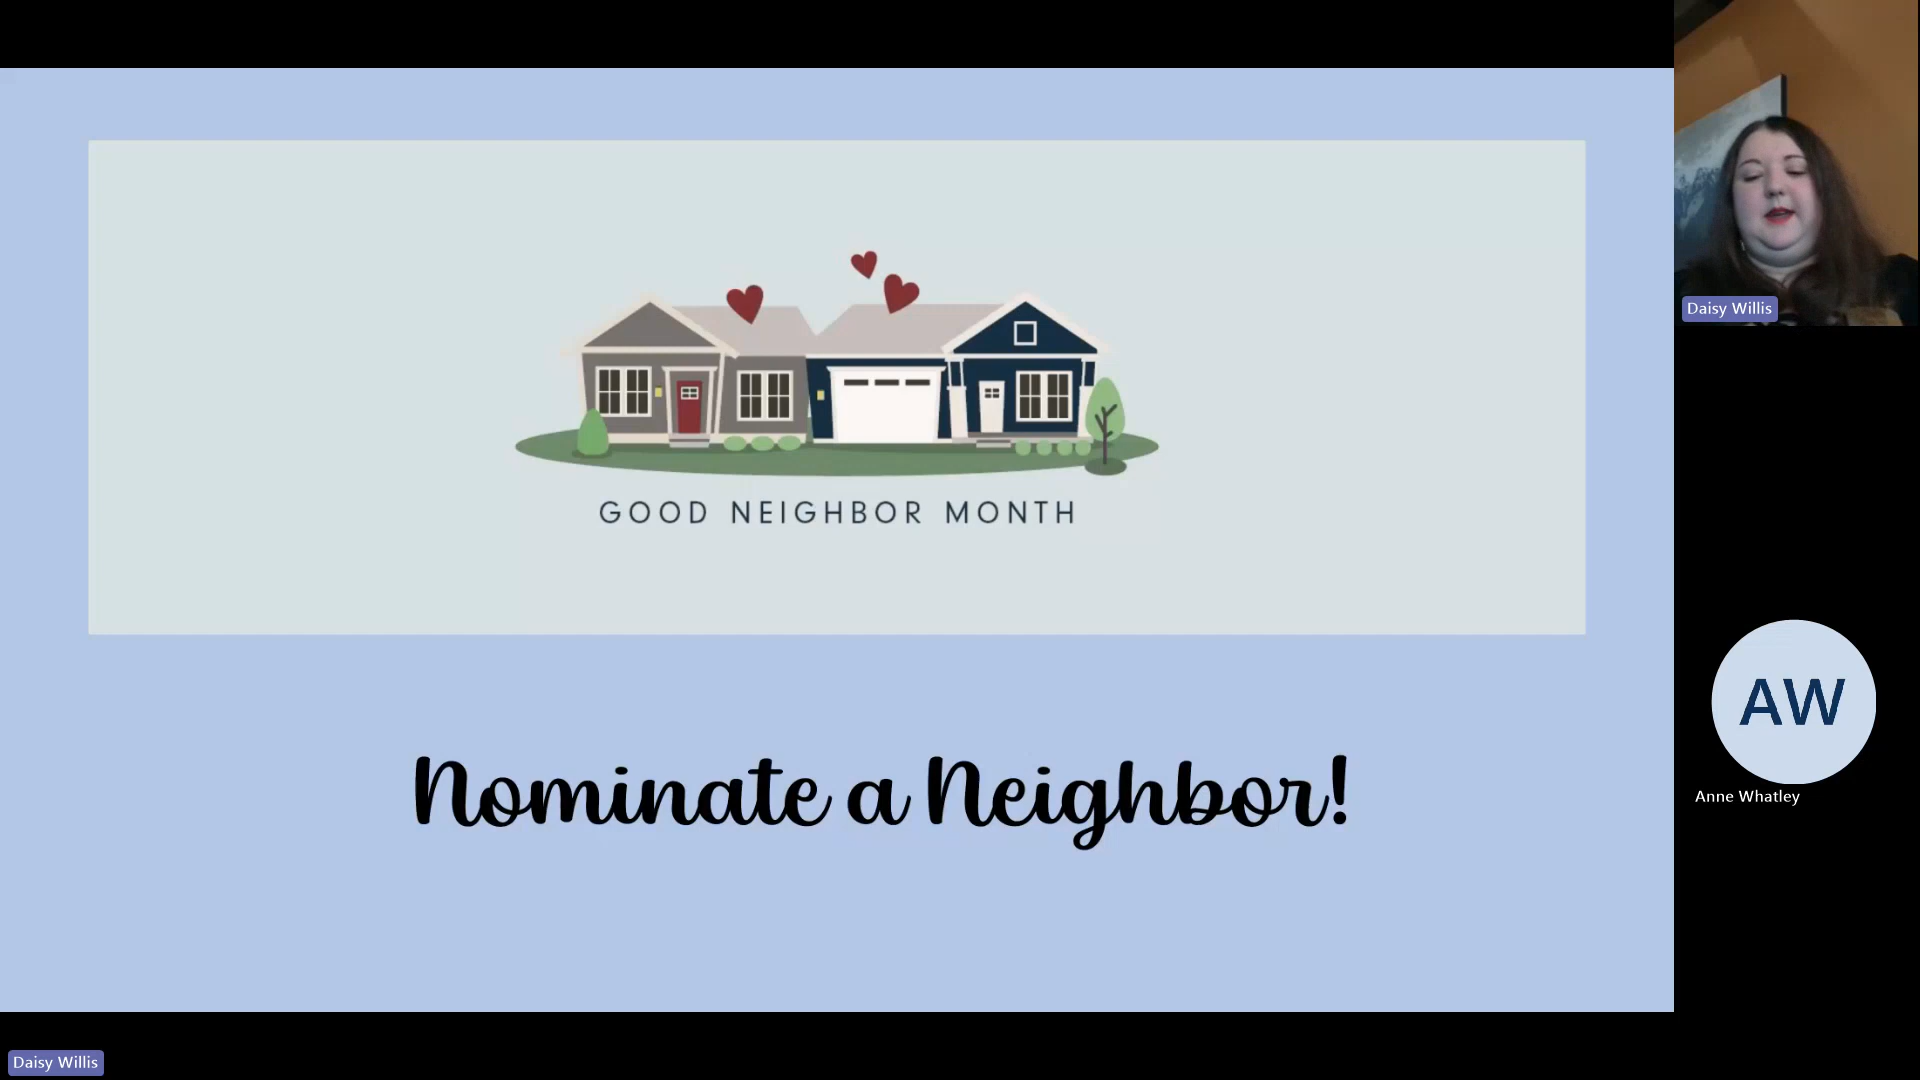 GOOD NEIGHBOR MONTH
Nominate a Neighbor!
Daisy Willis
AW
Anne Whatley
Daisy Willis